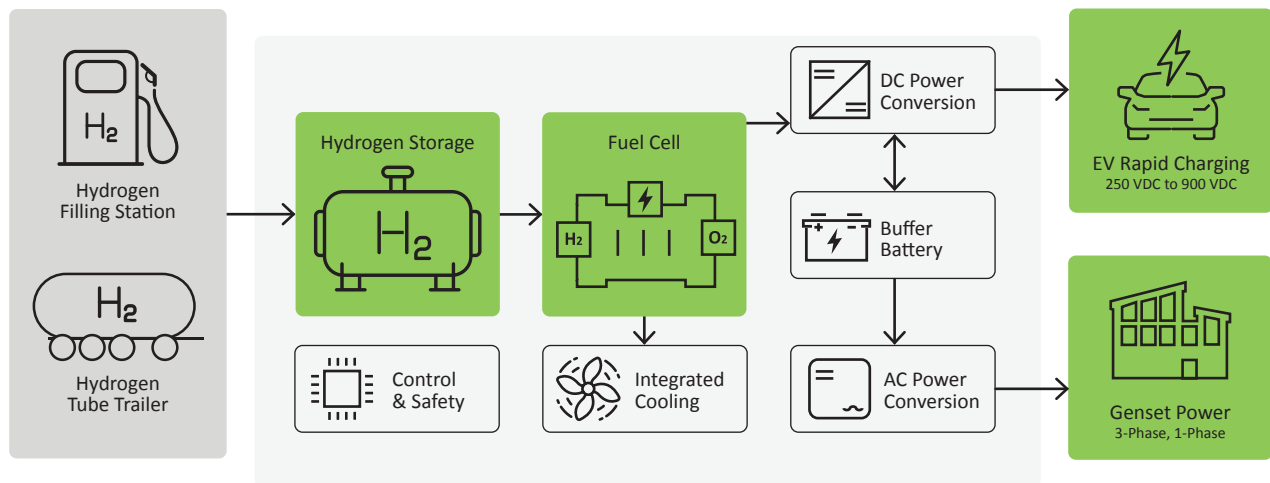 H₂
Hydrogen
Filling Station
H₂
Hydrogen
Tube Trailer
Hydrogen Storage
H₂
Control
& Safety
Fuel Cell
H₂
O₂
Integrated
Cooling
DC Power
Conversion
Buffer
Battery
AC Power
Conversion
EV Rapid Charging
250 VDC to 900 VDC
Genset Power
3-Phase, 1-Phase